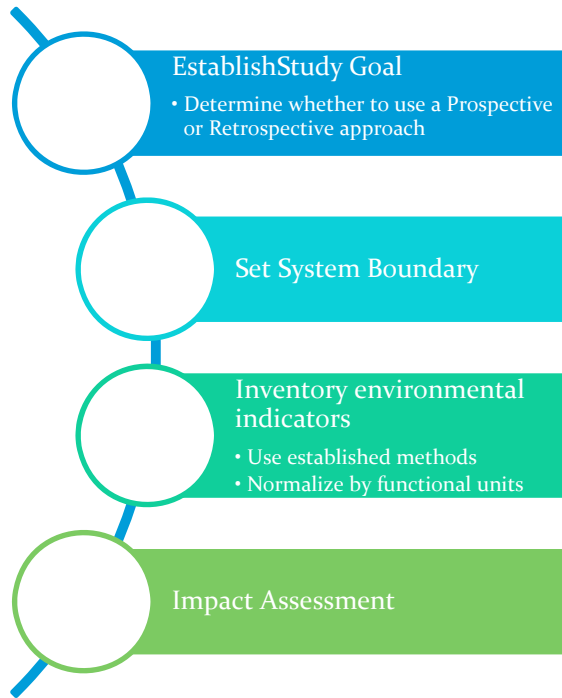 EstablishStudy Goal
• Determine whether to use a Prospective
or Retrospective approach
Set System Boundary
Inventory environmental
indicators
• Use established methods
• Normalize by functional units
Impact Assessment